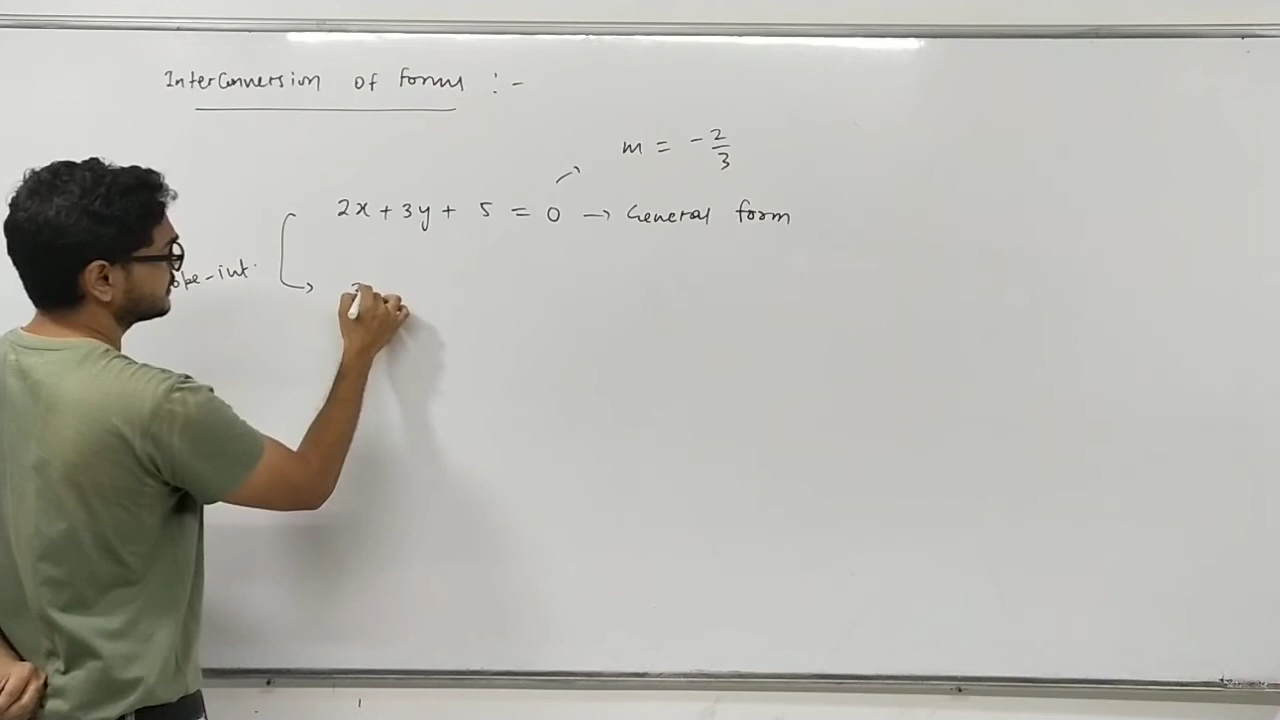 Interconversion of forms :-
m = -2/3
2x + 3y + 5 = 0 → General form
ope-int.